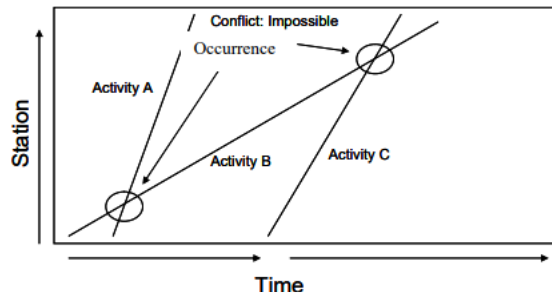 Conflict: Impossible
Occurrence
Activity A
Activity B
Activity C
Station
Time